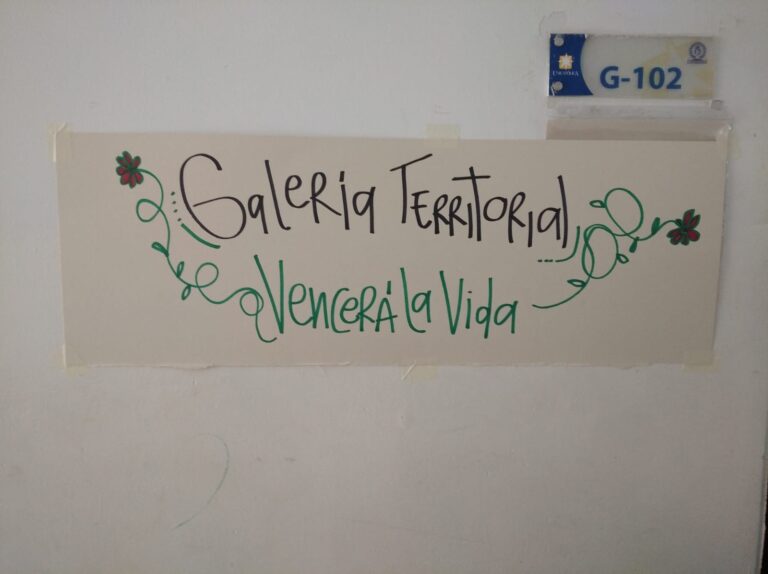 G-102
Galeria Territorial
Vencerá la Vida